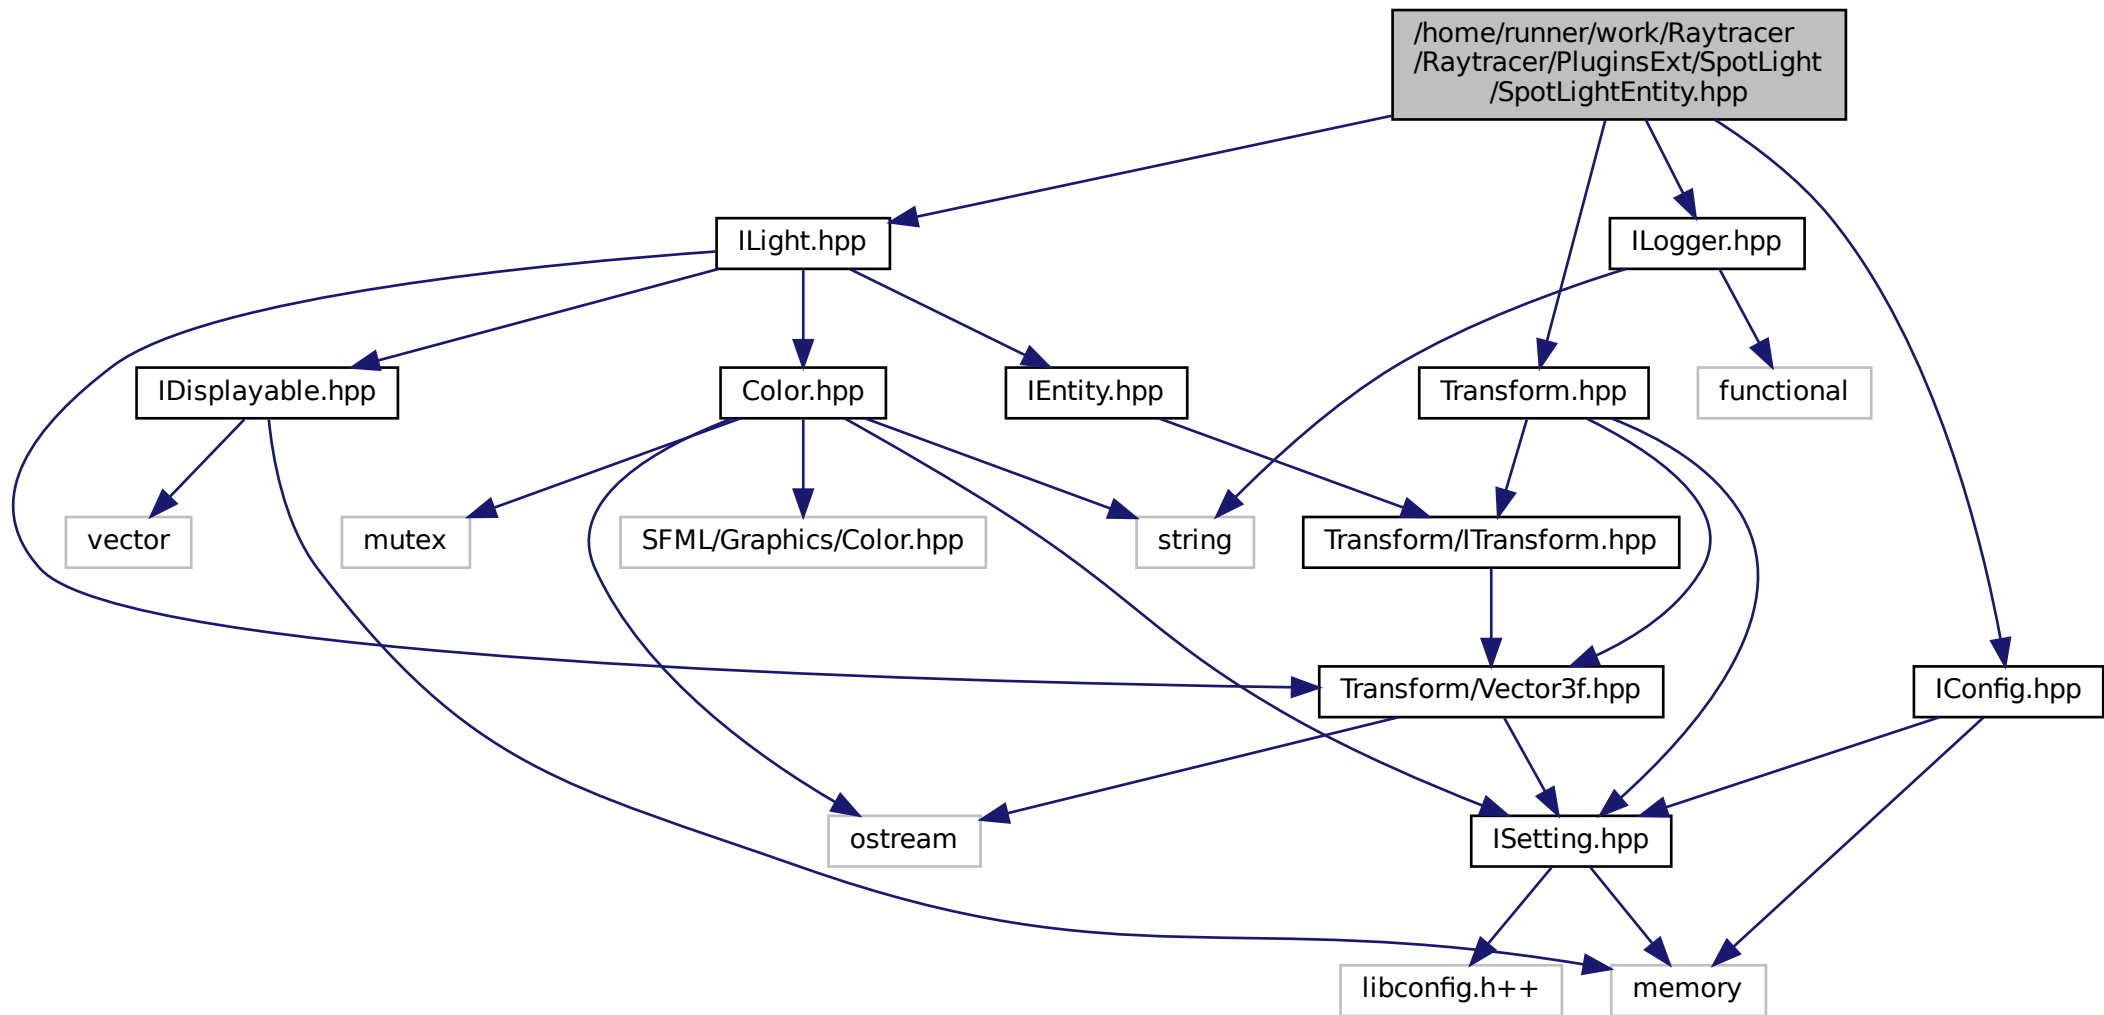 /home/runner/work/Raytracer
/Raytracer/PluginsExt/SpotLight
/SpotLightEntity.hpp
ILight.hpp
ILogger.hpp
IDisplayable.hpp
Color.hpp
IEntity.hpp
Transform.hpp
functional
vector
mutex
SFML/Graphics/Color.hpp
string
Transform/ITransform.hpp
Transform/Vector3f.hpp
IConfig.hpp
ostream
ISetting.hpp
libconfig.h++
memory